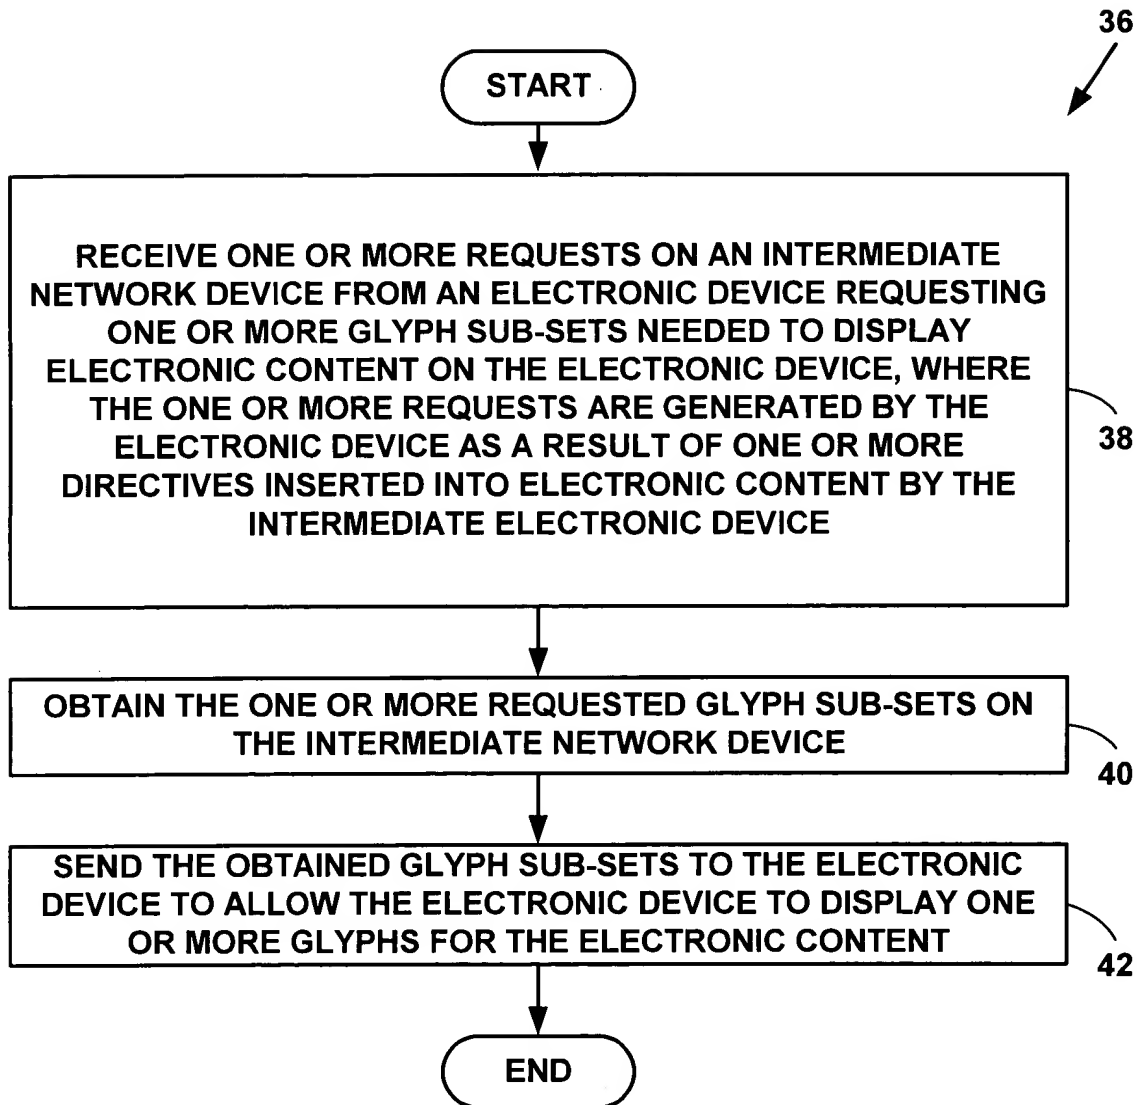 36
START
RECEIVE ONE OR MORE REQUESTS ON AN INTERMEDIATE
NETWORK DEVICE FROM AN ELECTRONIC DEVICE REQUESTING
ONE OR MORE GLYPH SUB-SETS NEEDED TO DISPLAY
ELECTRONIC CONTENT ON THE ELECTRONIC DEVICE, WHERE
THE ONE OR MORE REQUESTS ARE GENERATED BY THE
ELECTRONIC DEVICE AS A RESULT OF ONE OR MORE
DIRECTIVES INSERTED INTO ELECTRONIC CONTENT BY THE
INTERMEDIATE ELECTRONIC DEVICE
38
OBTAIN THE ONE OR MORE REQUESTED GLYPH SUB-SETS ON
THE INTERMEDIATE NETWORK DEVICE
40
SEND THE OBTAINED GLYPH SUB-SETS TO THE ELECTRONIC
DEVICE TO ALLOW THE ELECTRONIC DEVICE TO DISPLAY ONE
OR MORE GLYPHS FOR THE ELECTRONIC CONTENT
42
END